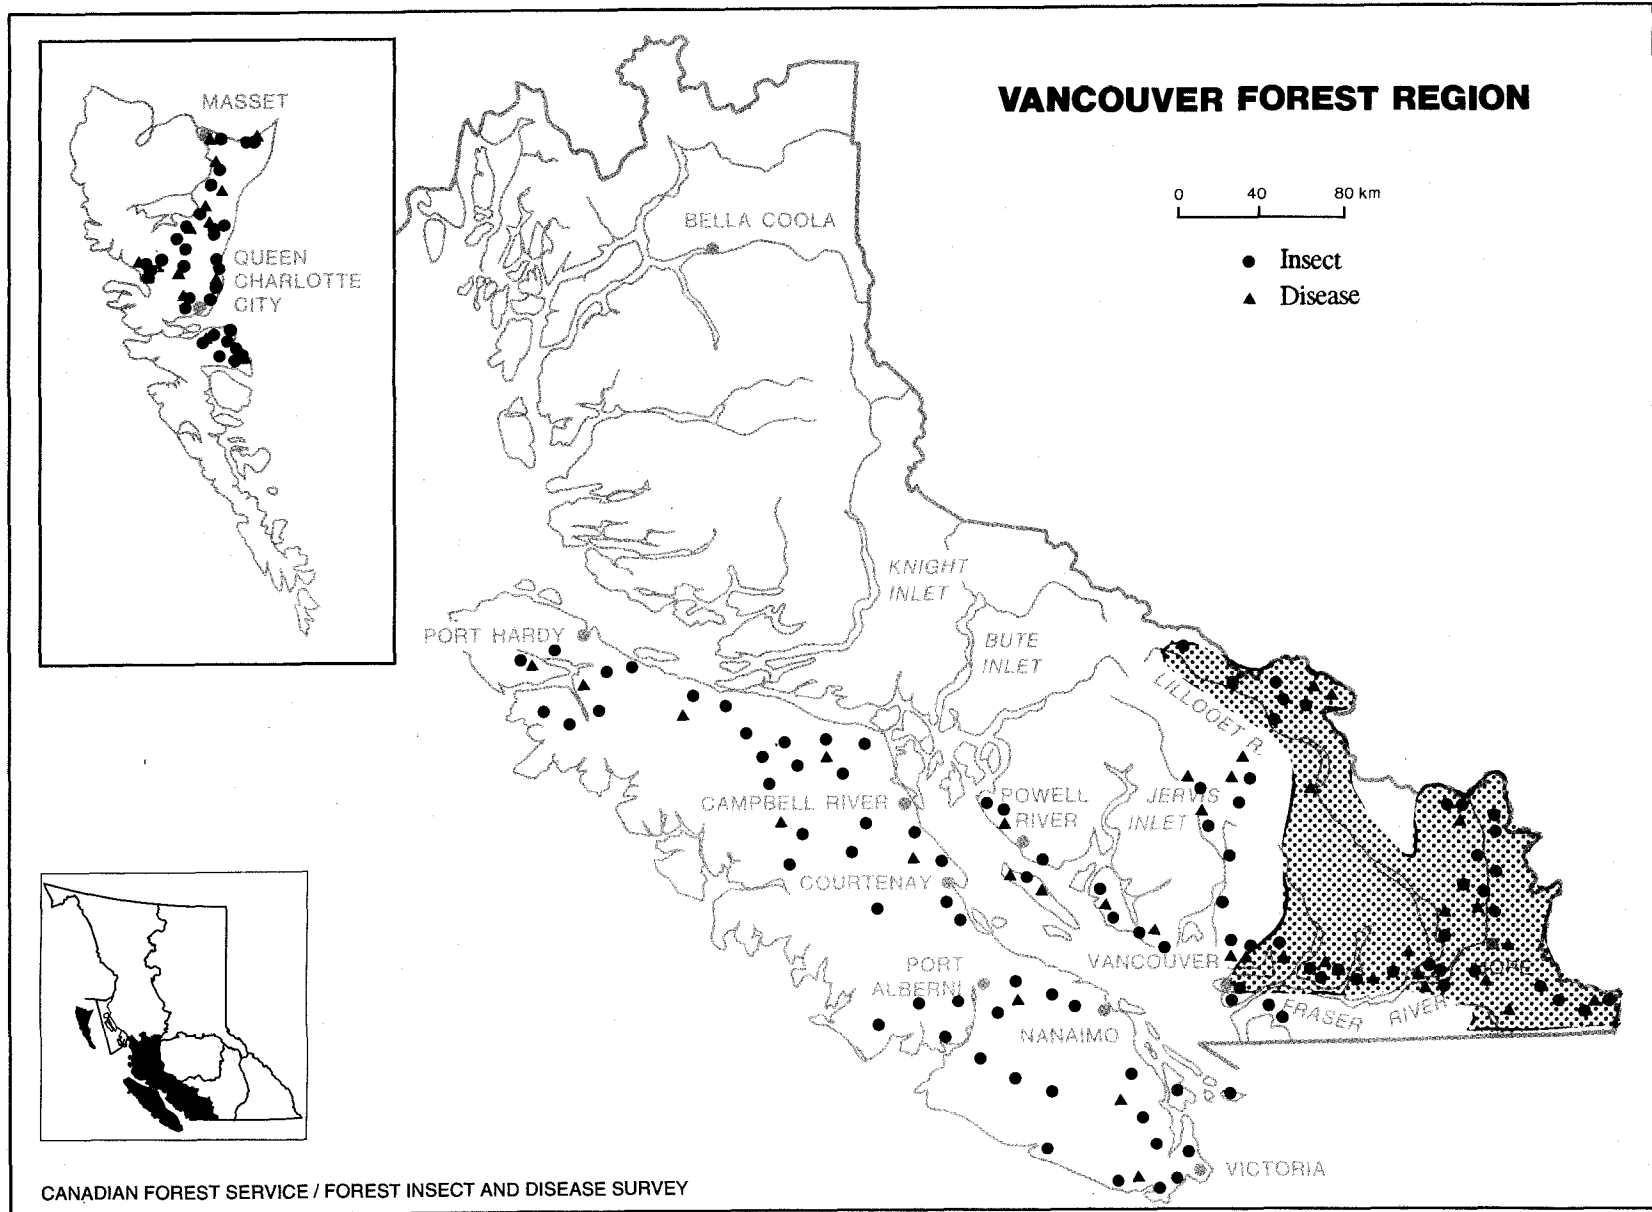 VANCOUVER FOREST REGION
0 40 80 km
Insect
Disease
MASSET
QUEEN
CHARLOTTE
CITY
BELLA COOLA
KNIGHT
INLET
BUTE
INLET
PORT HARDY
LILLOOET R.
CAMPBELL RIVER
POWELL
RIVER
JERVIS
INLET
COURTENAY
PORT
ALBERNI
VANCOUVER
NANAIMO
FRASER RIVER
HOPE
VICTORIA
CANADIAN FOREST SERVICE / FOREST INSECT AND DISEASE SURVEY